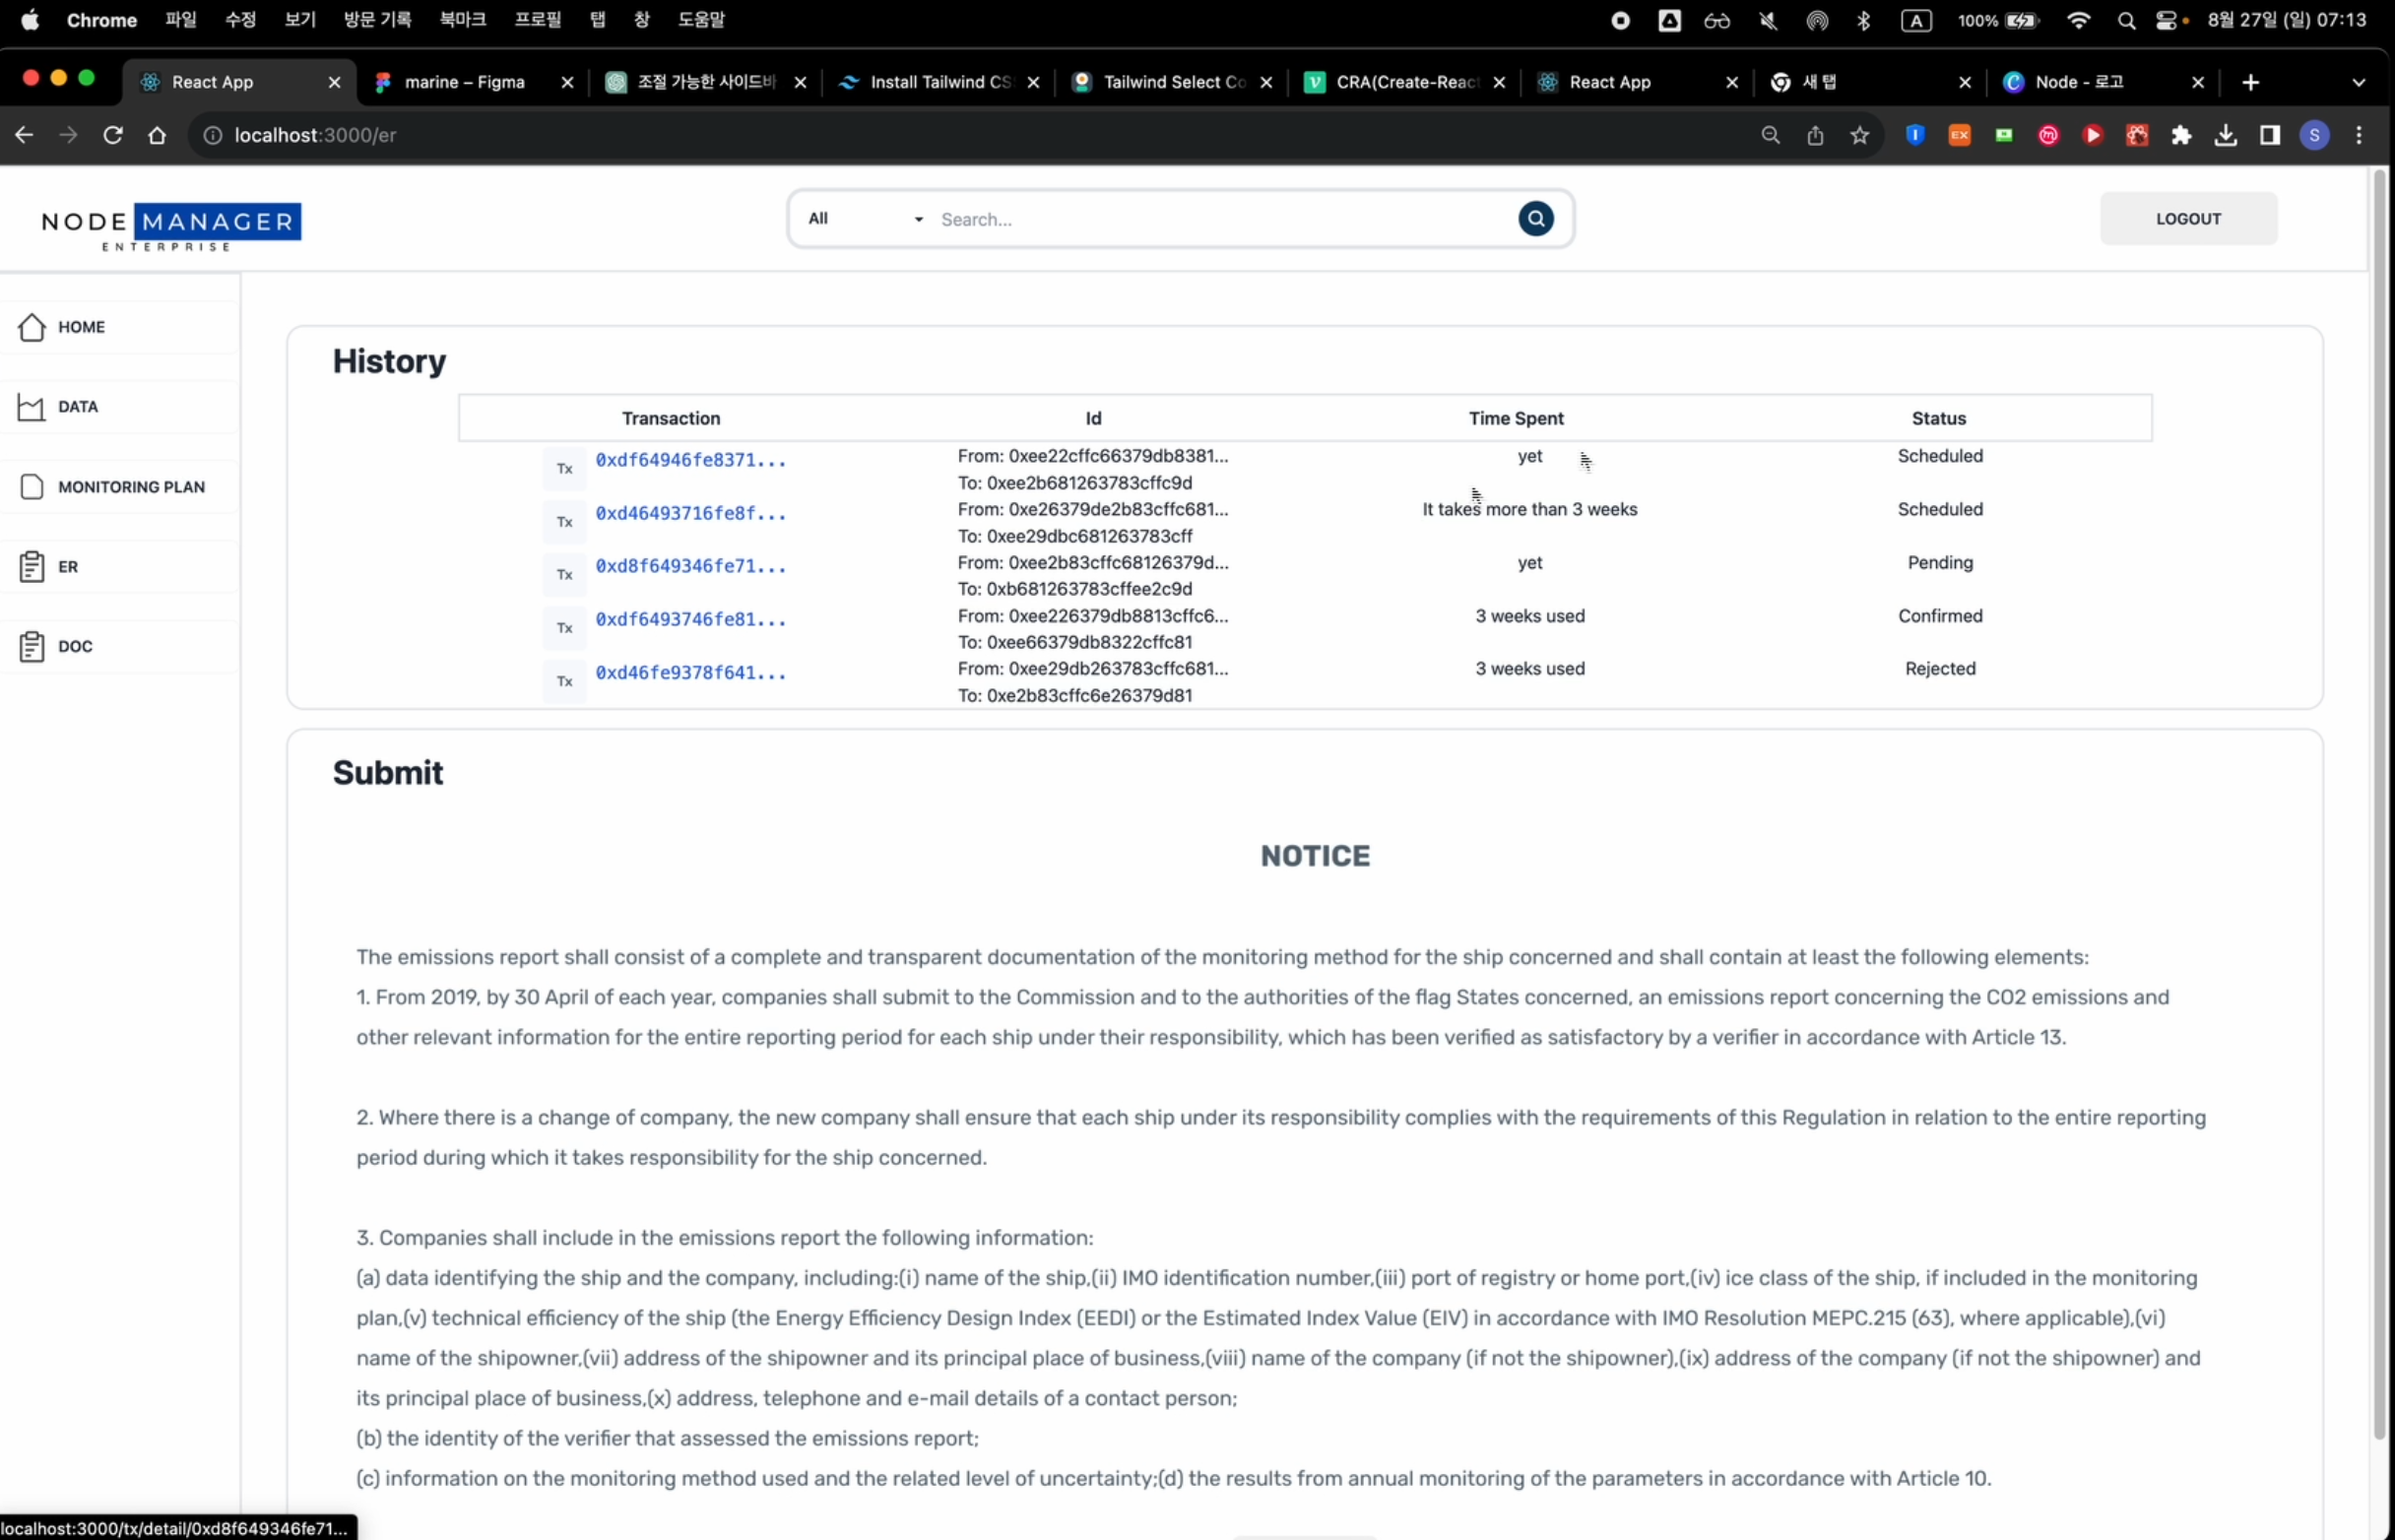 Chrome 파일 수정 보기 방문 기록 북마크 프로필 탭 창 도움말 A 100% 8월 27일 (일) 07:13
React App marine – Figma 조절 가능한 사이드바 Install Tailwind CS Tailwind Select Co CRA(Create-React React App 새 탭 Node - 로고
localhost:3000/er EX S
NODE MANAGER
ENTERPRISE
All Search... LOGOUT
HOME
DATA
MONITORING PLAN
ER
DOC
History
Transaction Id Time Spent Status
Tx 0xdf64946fe8371... From: 0xee22cffc66379db8381... yet Scheduled
To: 0xee2b681263783cffc9d
Tx 0xd46493716fe8f... From: 0xe26379de2b83cffc681... It takes more than 3 weeks Scheduled
To: 0xee29dbc681263783cff
Tx 0xd8f649346fe71... From: 0xee2b83cffc68126379d... yet Pending
To: 0xb681263783cffee2c9d
Tx 0xdf6493746fe81... From: 0xee226379db8813cffc6... 3 weeks used Confirmed
To: 0xee66379db8322cffc81
Tx 0xd46fe9378f641... From: 0xee29db263783cffc681... 3 weeks used Rejected
To: 0xe2b83cffc6e26379d81
Submit
NOTICE
The emissions report shall consist of a complete and transparent documentation of the monitoring method for the ship concerned and shall contain at least the following elements:
1. From 2019, by 30 April of each year, companies shall submit to the Commission and to the authorities of the flag States concerned, an emissions report concerning the CO2 emissions and
other relevant information for the entire reporting period for each ship under their responsibility, which has been verified as satisfactory by a verifier in accordance with Article 13.
2. Where there is a change of company, the new company shall ensure that each ship under its responsibility complies with the requirements of this Regulation in relation to the entire reporting
period during which it takes responsibility for the ship concerned.
3. Companies shall include in the emissions report the following information:
(a) data identifying the ship and the company, including:(i) name of the ship,(ii) IMO identification number,(iii) port of registry or home port,(iv) ice class of the ship, if included in the monitoring
plan,(v) technical efficiency of the ship (the Energy Efficiency Design Index (EEDI) or the Estimated Index Value (EIV) in accordance with IMO Resolution MEPC.215 (63), where applicable),(vi)
name of the shipowner,(vii) address of the shipowner and its principal place of business,(viii) name of the company (if not the shipowner),(ix) address of the company (if not the shipowner) and
its principal place of business,(x) address, telephone and e-mail details of a contact person;
(b) the identity of the verifier that assessed the emissions report;
(c) information on the monitoring method used and the related level of uncertainty;(d) the results from annual monitoring of the parameters in accordance with Article 10.
localhost:3000/tx/detail/0xd8f649346fe71...